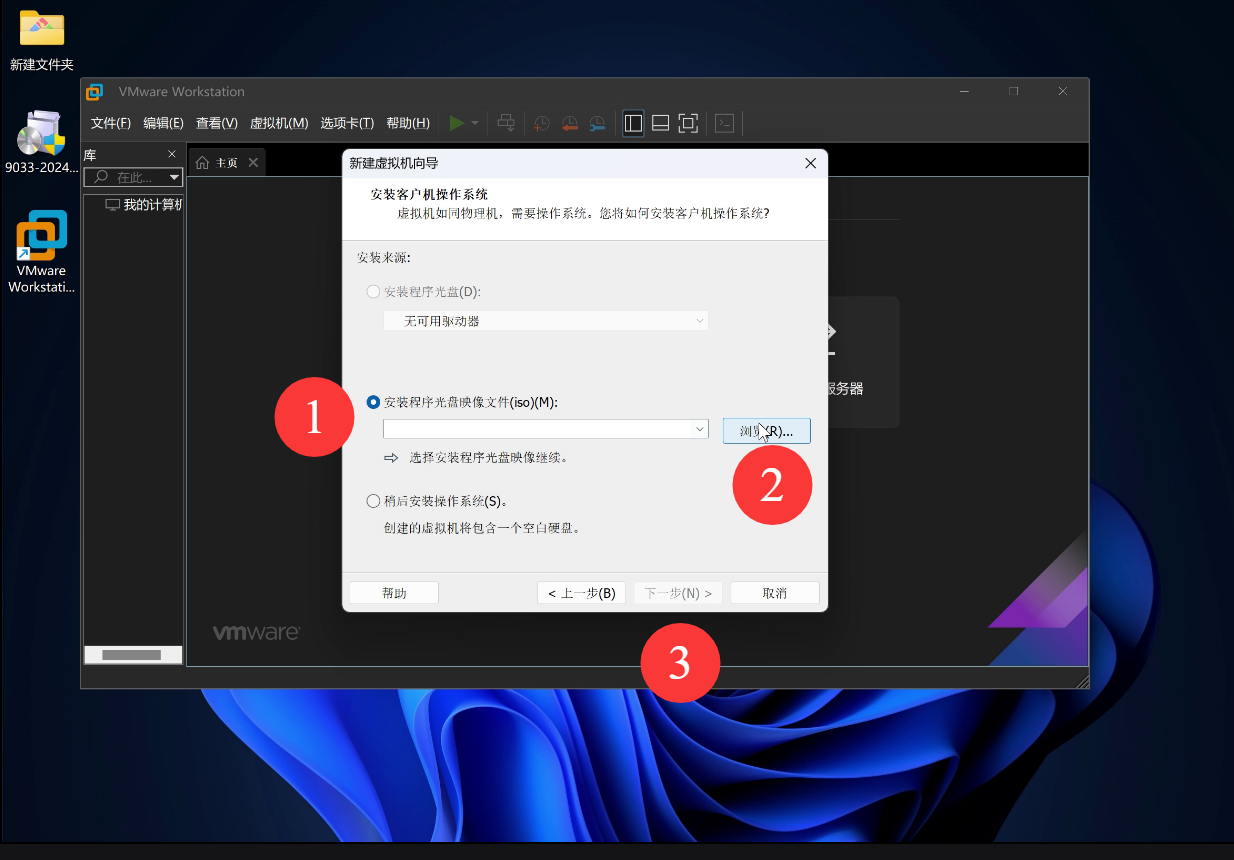 新建文件夹
9033-2024...
VMware
Workstati...
VMware Workstation
文件(F) 编辑(E) 查看(V) 虚拟机(M) 选项卡(T) 帮助(H)
库
在此...
我的计算机
主页
新建虚拟机向导
安装客户机操作系统
虚拟机如同物理机，需要操作系统。您将如何安装客户机操作系统?
安装来源:
安装程序光盘(D):
无可用驱动器
服务器
1
安装程序光盘映像文件(iso)(M):
浏览(R)...
选择安装程序光盘映像继续。
2
稍后安装操作系统(S)。
创建的虚拟机将包含一个空白硬盘。
帮助
< 上一步(B)
下一步(N) >
取消
vmware
3